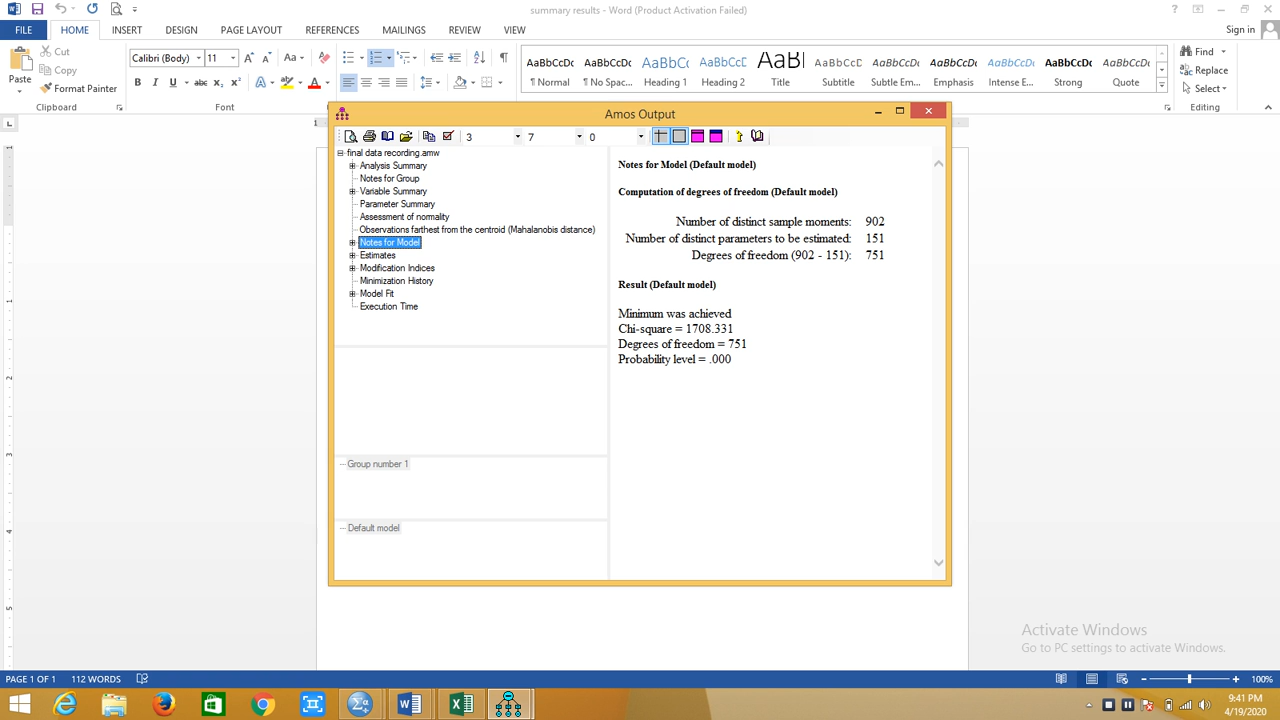 summary results - Word (Product Activation Failed)
FILE HOME INSERT DESIGN PAGE LAYOUT REFERENCES MAILINGS REVIEW VIEW Sign in
Paste
Cut
Copy
Format Painter
Clipboard
Calibri (Body) 11
Font
AaBbCcDc AaBbCcDc AaBbCc AaBbCcE AaBl AaBbCcC AaBbCcDc AaBbCcDc AaBbCcDc AaBbCcDc AaBbCcDc
¶ Normal ¶ No Spac... Heading 1 Heading 2 Title Subtitle Subtle Em... Emphasis Intense E... Strong Quote
Find
Replace
Select
Editing
Amos Output
3 7 0
final data recording.amw
Analysis Summary
Notes for Group
Variable Summary
Parameter Summary
Assessment of normality
Observations farthest from the centroid (Mahalanobis distance)
Notes for Model
Estimates
Modification Indices
Minimization History
Model Fit
Execution Time
Group number 1
Default model
Notes for Model (Default model)
Computation of degrees of freedom (Default model)
Number of distinct sample moments: 902
Number of distinct parameters to be estimated: 151
Degrees of freedom (902 - 151): 751
Result (Default model)
Minimum was achieved
Chi-square = 1708.331
Degrees of freedom = 751
Probability level = .000
Activate Windows
Go to PC settings to activate Windows.
PAGE 1 OF 1 112 WORDS 100%
9:41 PM
4/19/2020